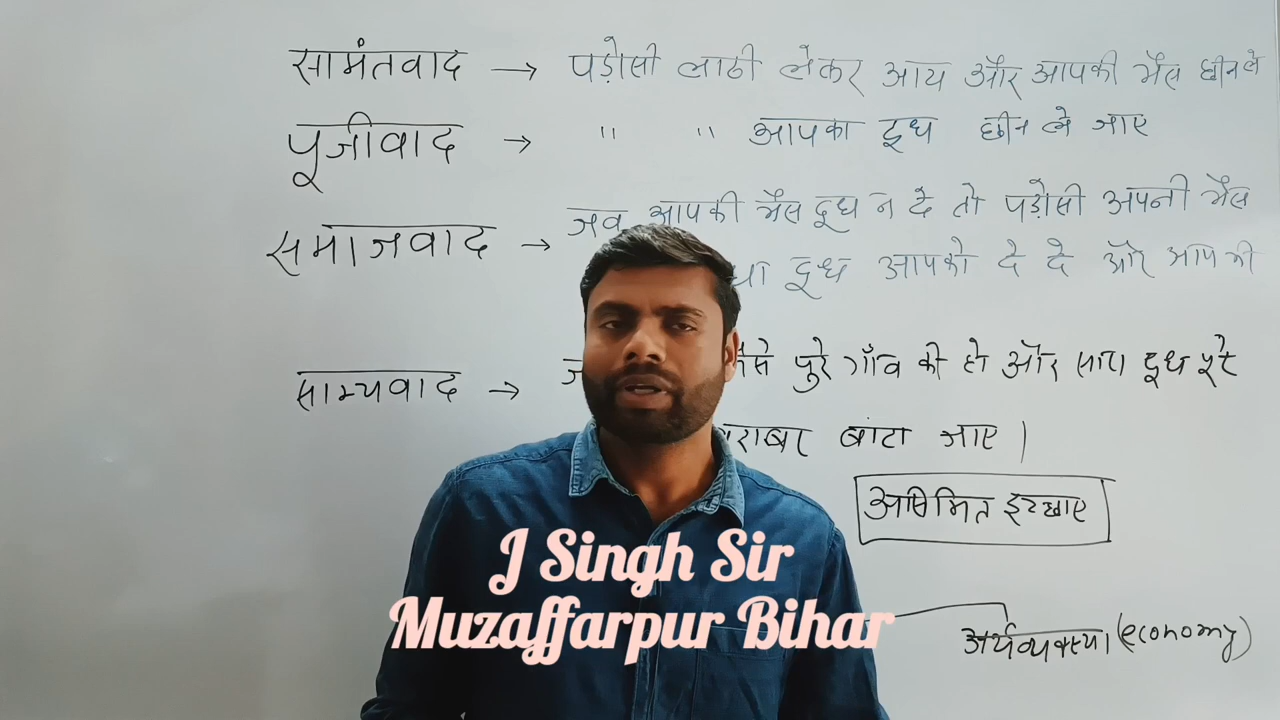 सामंतवाद → पड़ोसी लाठी लेकर आय और आपकी भैंस छीन ले
पूजीवाद → " " आपका दूध छीन ले जाए
समाजवाद → जब आपकी भैंस दूध न दे तो पड़ोसी अपनी भैंस
या दूध आपको दे दे और आपकी
साम्यवाद → पुरे गाँव की हो और सारा दूध पूरे
बराबर बांटा जाए।
असिमित इच्छाए
J Singh Sir
Muzaffarpur Bihar
अर्थव्यवस्था (economy)